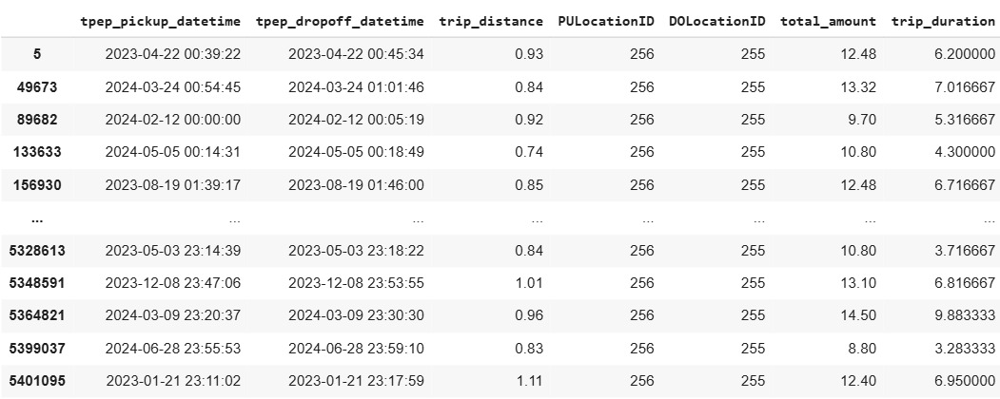 tpep_pickup_datetime tpep_dropoff_datetime trip_distance PULocationID DOLocationID total_amount trip_duration
5 2023-04-22 00:39:22 2023-04-22 00:45:34 0.93 256 255 12.48 6.200000
49673 2024-03-24 00:54:45 2024-03-24 01:01:46 0.84 256 255 13.32 7.016667
89682 2024-02-12 00:00:00 2024-02-12 00:05:19 0.92 256 255 9.70 5.316667
133633 2024-05-05 00:14:31 2024-05-05 00:18:49 0.74 256 255 10.80 4.300000
156930 2023-08-19 01:39:17 2023-08-19 01:46:00 0.85 256 255 12.48 6.716667
... ... ... ... ... ... ... ...
5328613 2023-05-03 23:14:39 2023-05-03 23:18:22 0.84 256 255 10.80 3.716667
5348591 2023-12-08 23:47:06 2023-12-08 23:53:55 1.01 256 255 13.10 6.816667
5364821 2024-03-09 23:20:37 2024-03-09 23:30:30 0.96 256 255 14.50 9.883333
5399037 2024-06-28 23:55:53 2024-06-28 23:59:10 0.83 256 255 8.80 3.283333
5401095 2023-01-21 23:11:02 2023-01-21 23:17:59 1.11 256 255 12.40 6.950000